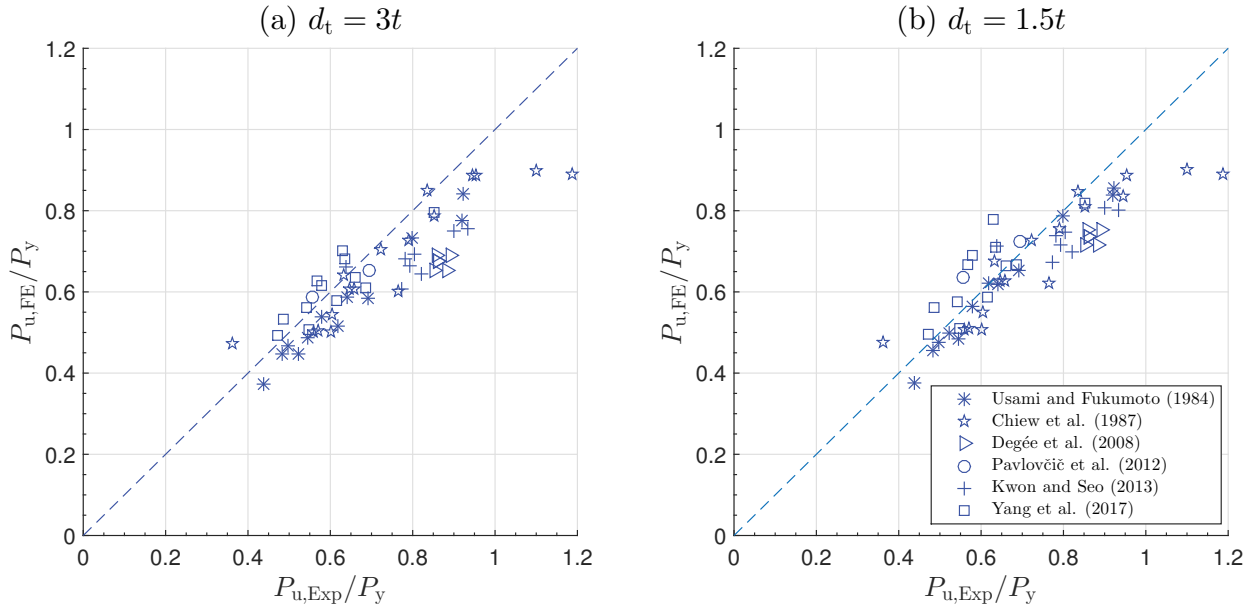 (a) d_t = 3t
1.2
1
0.8
0.6
0.4
0.2
0
0 0.2 0.4 0.6 0.8 1 1.2
P_u,FE/P_y
P_u,Exp/P_y
(b) d_t = 1.5t
1.2
1
0.8
0.6
0.4
0.2
0
0 0.2 0.4 0.6 0.8 1 1.2
P_u,FE/P_y
P_u,Exp/P_y
Usami and Fukumoto (1984)
Chiew et al. (1987)
Degée et al. (2008)
Pavlovčič et al. (2012)
Kwon and Seo (2013)
Yang et al. (2017)